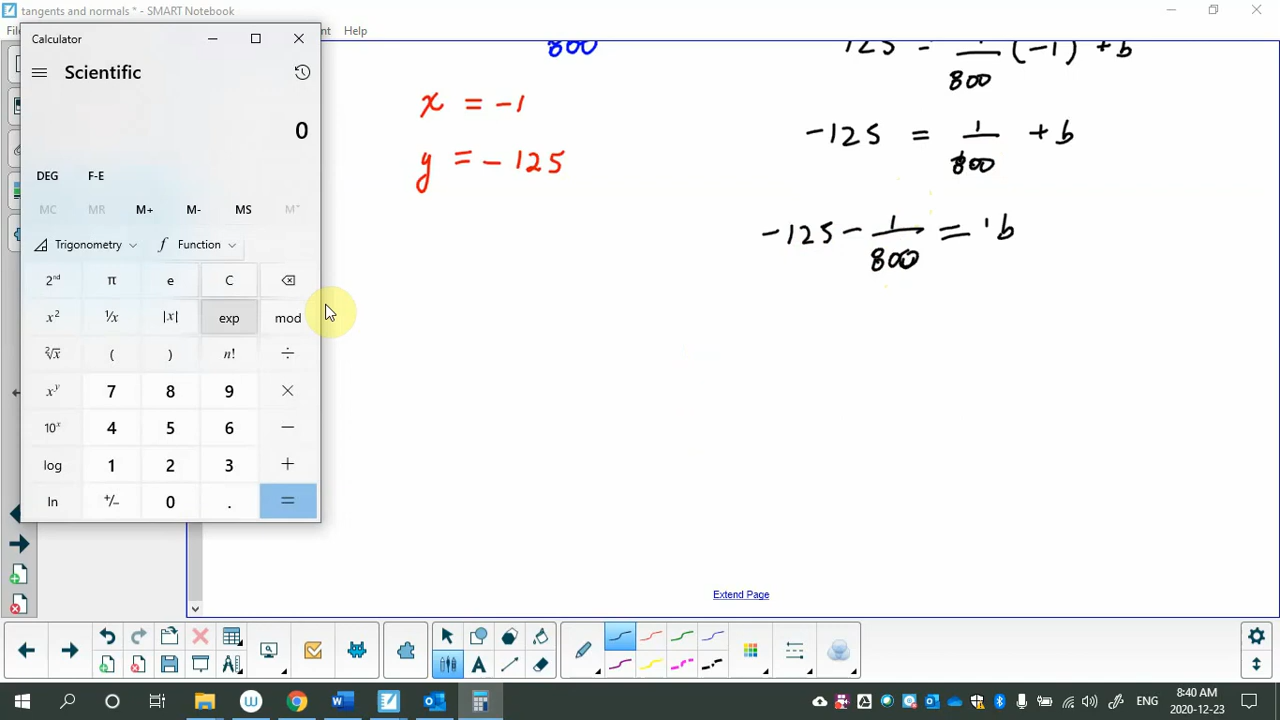 tangents and normals * - SMART Notebook
Calculator
Help
Scientific
0
DEG F-E
MC MR M+ M- MS M˅
Trigonometry Function
2ⁿᵈ π e C
x² ¹/x |x| exp mod
²√x ( ) n! ÷
xʸ 7 8 9 ×
10ˣ 4 5 6 −
log 1 2 3 +
ln +/− 0 . =
800
x = -1
y = -125
800 (-1) + b
-125 = 1/800 + b
-125 - 1/800 = b
Extend Page
ENG
8:40 AM
2020-12-23